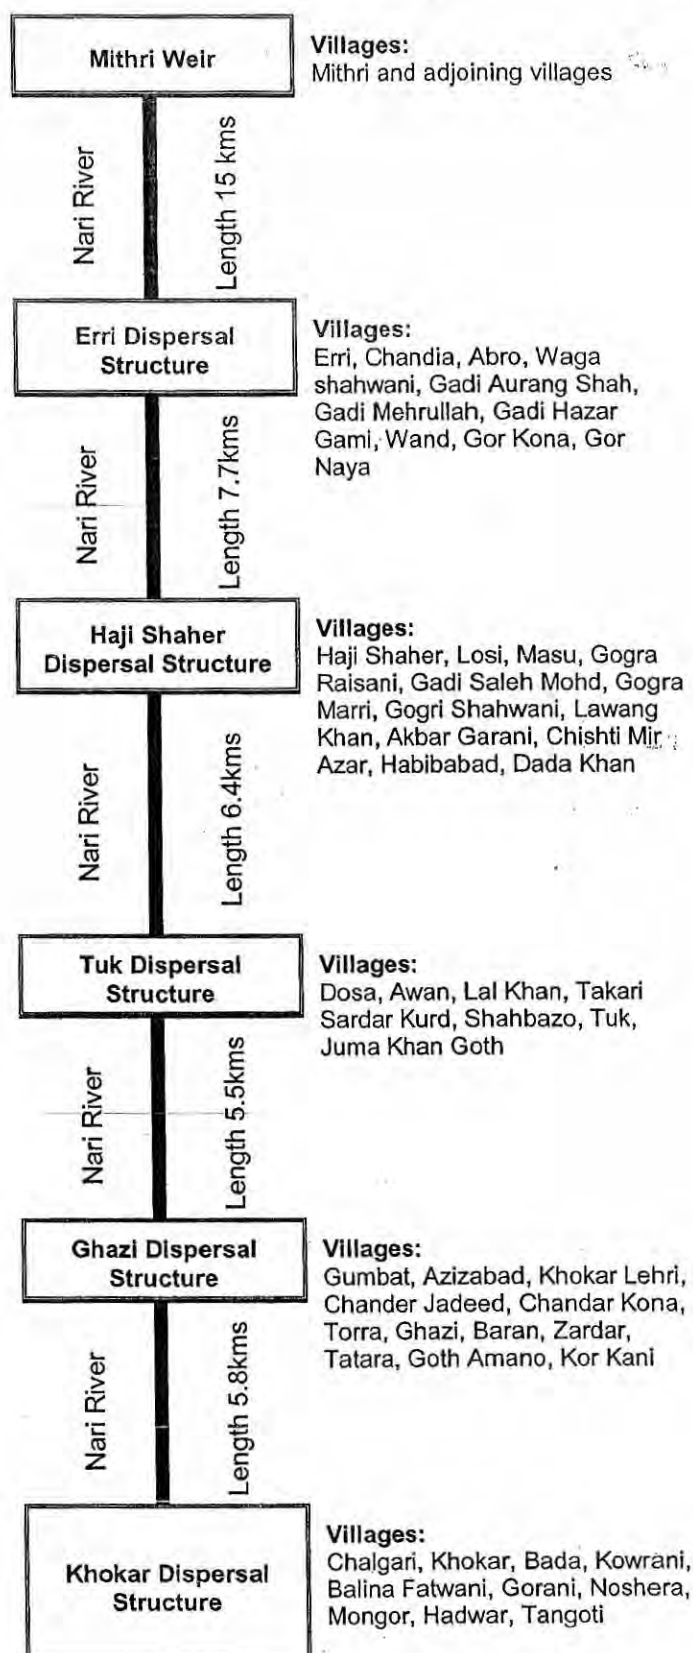 Mithri Weir
Villages:
Mithri and adjoining villages
Nari River
Length 15 kms
Erri Dispersal
Structure
Villages:
Erri, Chandia, Abro, Waga
shahwani, Gadi Aurang Shah,
Gadi Mehrullah, Gadi Hazar
Gami, Wand, Gor Kona, Gor
Naya
Nari River
Length 7.7kms
Haji Shaher
Dispersal Structure
Villages:
Haji Shaher, Losi, Masu, Gogra
Raisani, Gadi Saleh Mohd, Gogra
Marri, Gogri Shahwani, Lawang
Khan, Akbar Garani, Chishti Mir
Azar, Habibabad, Dada Khan
Nari River
Length 6.4kms
Tuk Dispersal
Structure
Villages:
Dosa, Awan, Lal Khan, Takari
Sardar Kurd, Shahbazo, Tuk,
Juma Khan Goth
Nari River
Length 5.5kms
Ghazi Dispersal
Structure
Villages:
Gumbat, Azizabad, Khokar Lehri,
Chander Jadeed, Chandar Kona,
Torra, Ghazi, Baran, Zardar,
Tatara, Goth Amano, Kor Kani
Nari River
Length 5.8kms
Khokar Dispersal
Structure
Villages:
Chalgari, Khokar, Bada, Kowrani,
Balina Fatwani, Gorani, Noshera,
Mongor, Hadwar, Tangoti